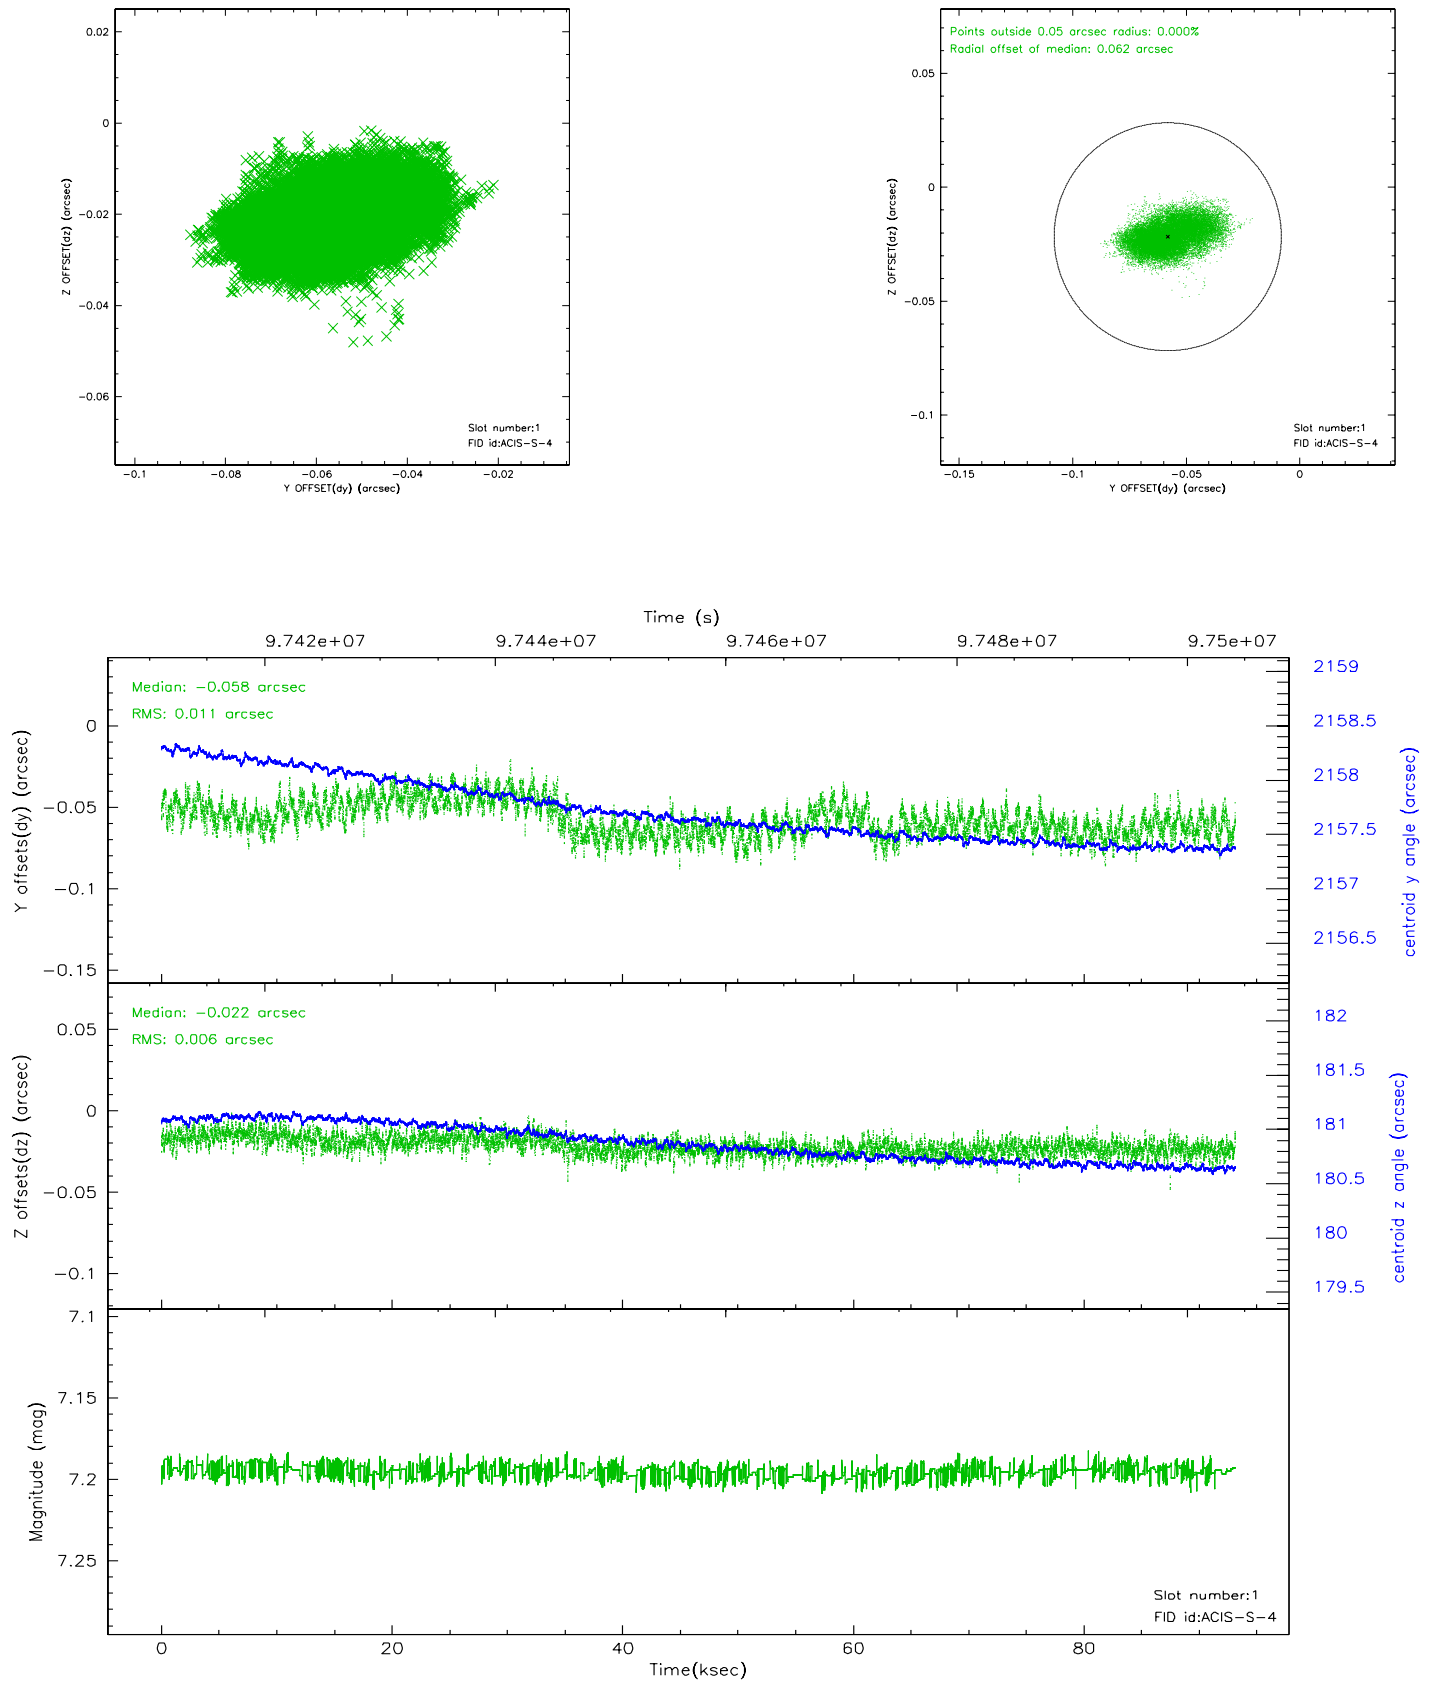 0.02
0
-0.02
-0.04
-0.06
Z OFFSET(dz) (arcsec)
Slot number:1
FID id:ACIS-S-4
-0.1 -0.08 -0.06 -0.04 -0.02
Y OFFSET(dy) (arcsec)
Points outside 0.05 arcsec radius: 0.000%
Radial offset of median: 0.062 arcsec
0.05
0
-0.05
-0.1
Z OFFSET(dz) (arcsec)
Slot number:1
FID id:ACIS-S-4
-0.15 -0.1 -0.05 0
Y OFFSET(dy) (arcsec)
Time (s)
9.742e+07 9.744e+07 9.746e+07 9.748e+07 9.75e+07
Median: -0.058 arcsec
RMS: 0.011 arcsec
0
-0.05
-0.1
-0.15
Y offsets(dy) (arcsec)
2159
2158.5
2158
2157.5
2157
2156.5
centroid y angle (arcsec)
Median: -0.022 arcsec
RMS: 0.006 arcsec
0.05
0
-0.05
-0.1
Z offsets(dz) (arcsec)
182
181.5
181
180.5
180
179.5
centroid z angle (arcsec)
7.1
7.15
7.2
7.25
Magnitude (mag)
Slot number:1
FID id:ACIS-S-4
0 20 40 60 80
Time(ksec)